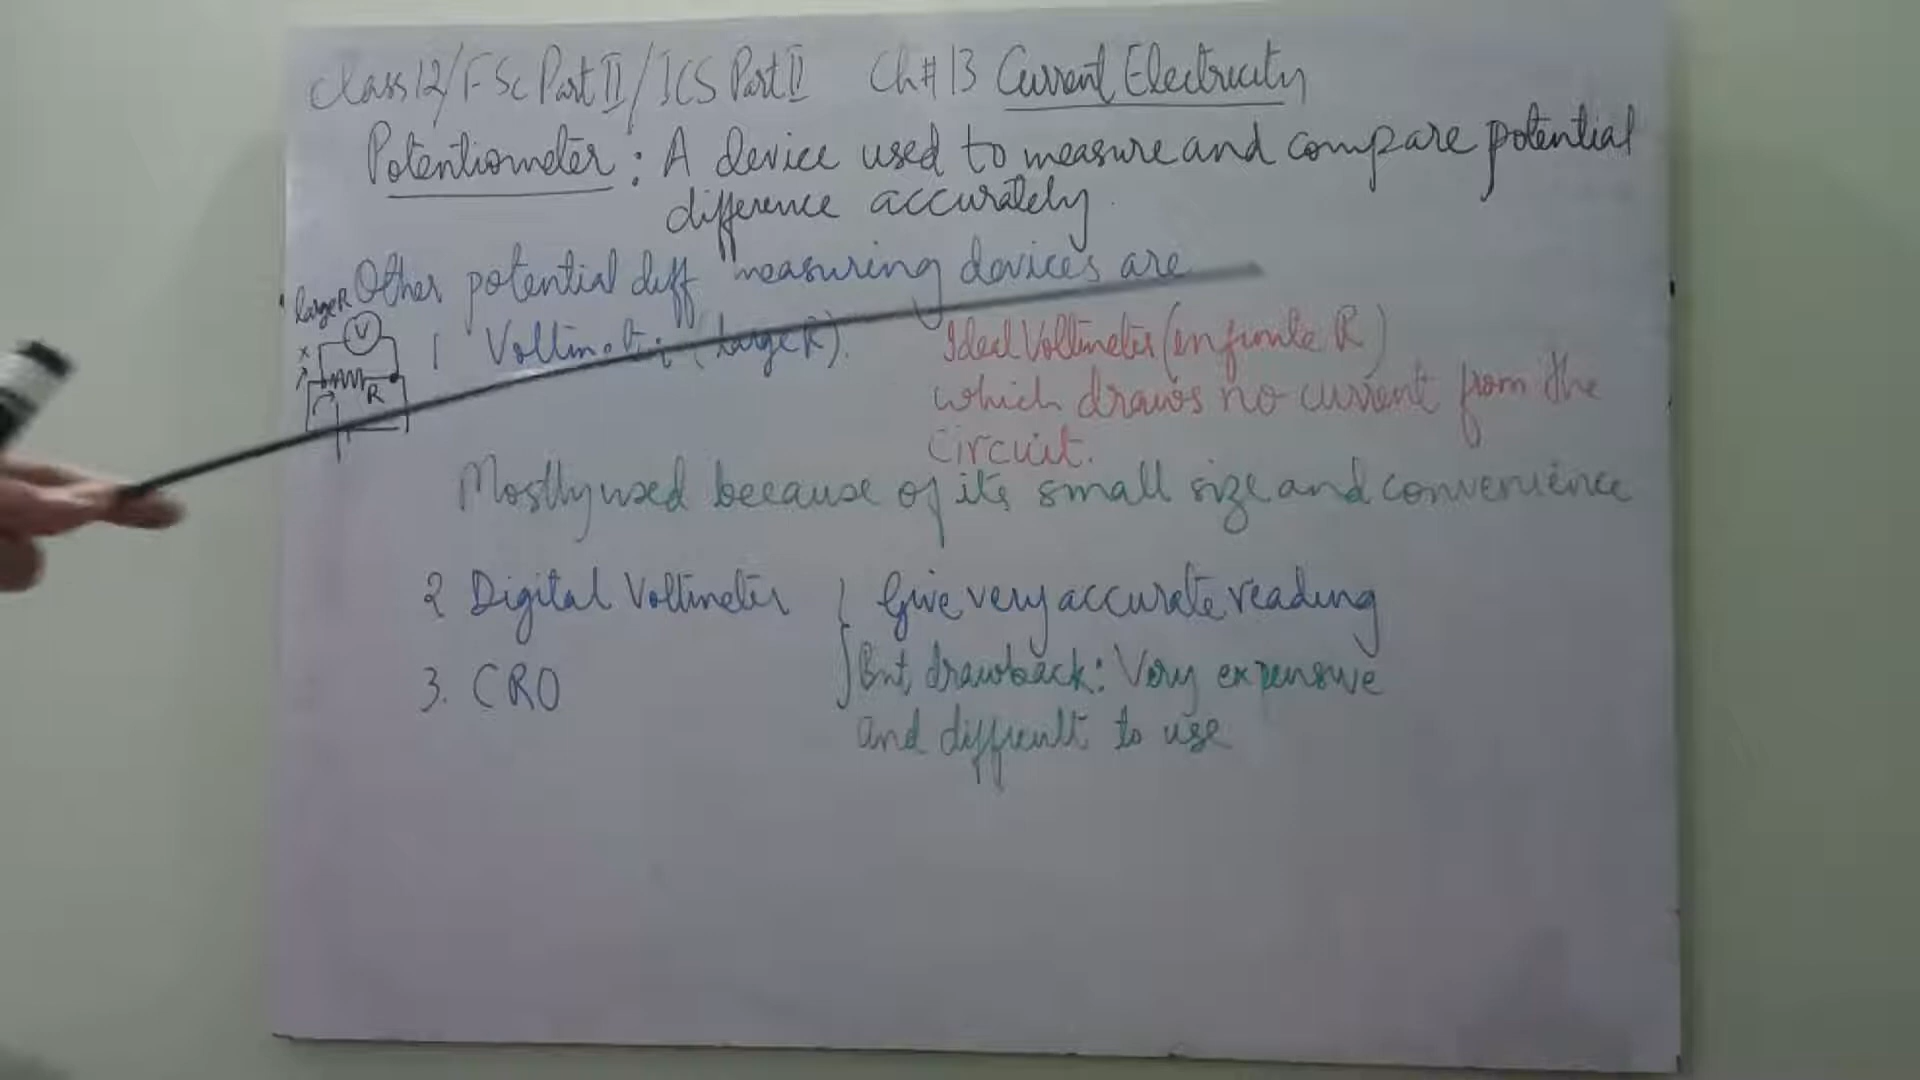 Class 12/F Sc Part II/ICS Part II Ch# 13 Current Electricity
Potentiometer: A device used to measure and compare potential
difference accurately.
Other potential diff measuring devices are
large R
V
R
1 Voltmeter (large R). Ideal Voltmeter (infinite R)
which draws no current from the
circuit.
Mostly used because of its small size and convenience
2 Digital Voltmeter } Give very accurate reading
3. CRO But drawback: Very expensive
and difficult to use